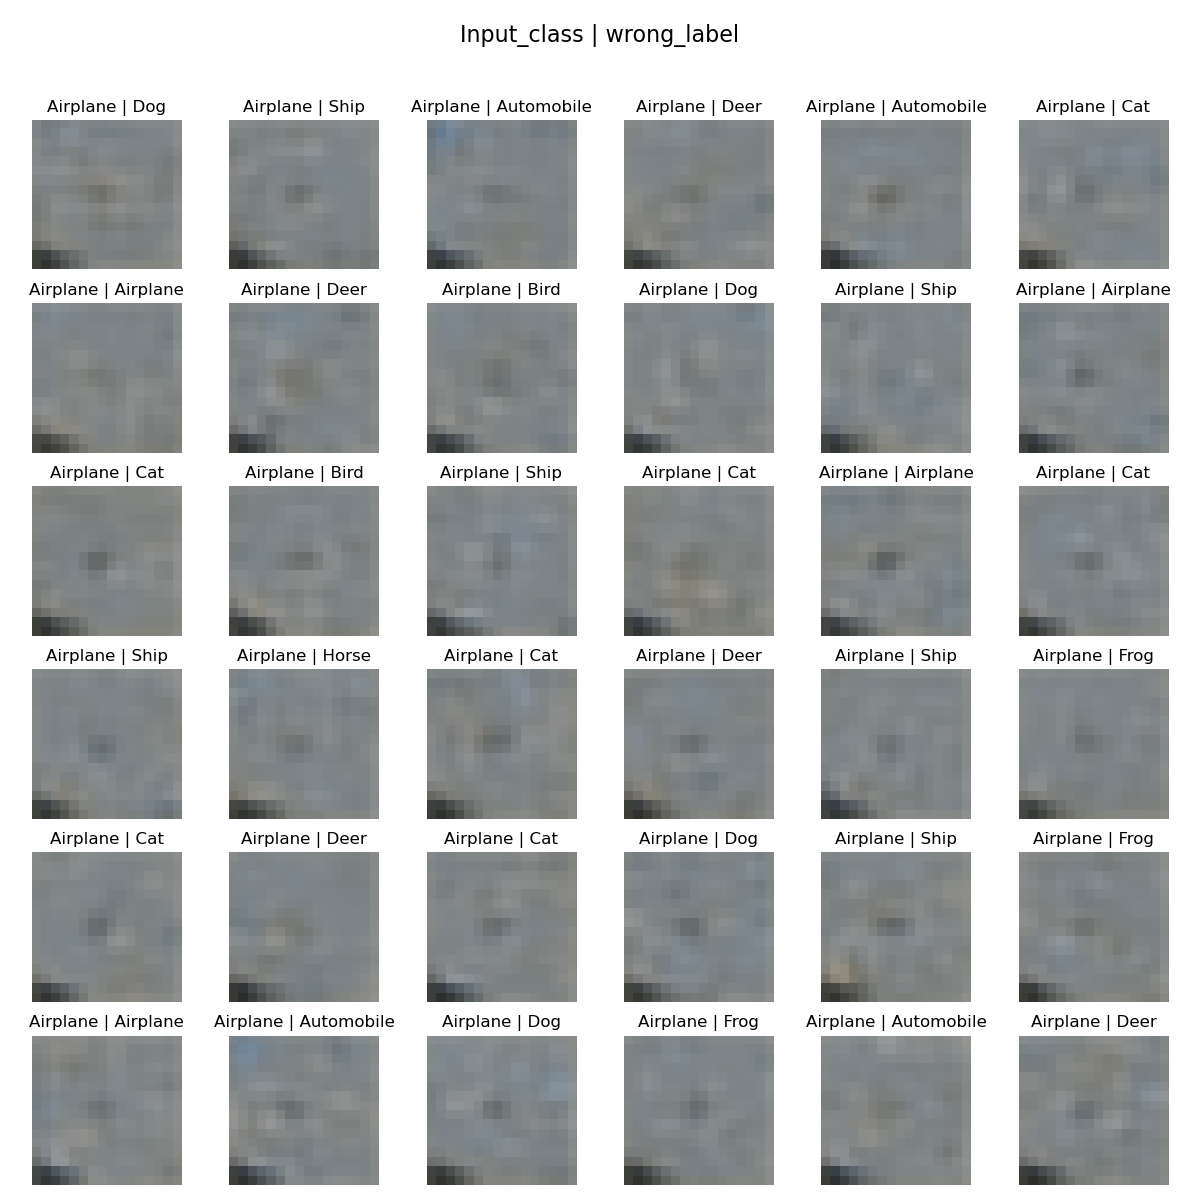 Input_class | wrong_label
Airplane | Dog
Airplane | Ship
Airplane | Automobile
Airplane | Deer
Airplane | Automobile
Airplane | Cat
Airplane | Airplane
Airplane | Deer
Airplane | Bird
Airplane | Dog
Airplane | Ship
Airplane | Airplane
Airplane | Cat
Airplane | Bird
Airplane | Ship
Airplane | Cat
Airplane | Airplane
Airplane | Cat
Airplane | Ship
Airplane | Horse
Airplane | Cat
Airplane | Deer
Airplane | Ship
Airplane | Frog
Airplane | Cat
Airplane | Deer
Airplane | Cat
Airplane | Dog
Airplane | Ship
Airplane | Frog
Airplane | Airplane
Airplane | Automobile
Airplane | Dog
Airplane | Frog
Airplane | Automobile
Airplane | Deer